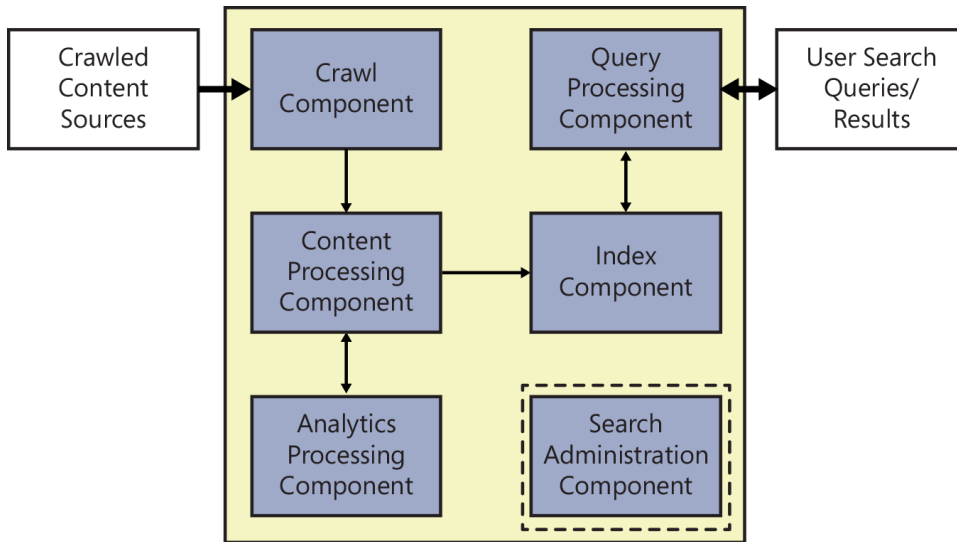 Crawled
Content
Sources
Crawl
Component
Query
Processing
Component
User Search
Queries/
Results
Content
Processing
Component
Index
Component
Analytics
Processing
Component
Search
Administration
Component